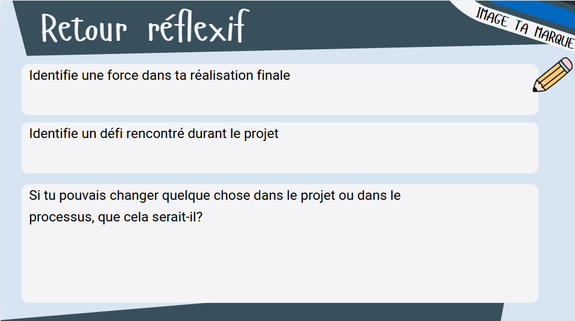 Retour réflexif
IMAGE TA MARQUE
Identifie une force dans ta réalisation finale
Identifie un défi rencontré durant le projet
Si tu pouvais changer quelque chose dans le projet ou dans le
processus, que cela serait-il?